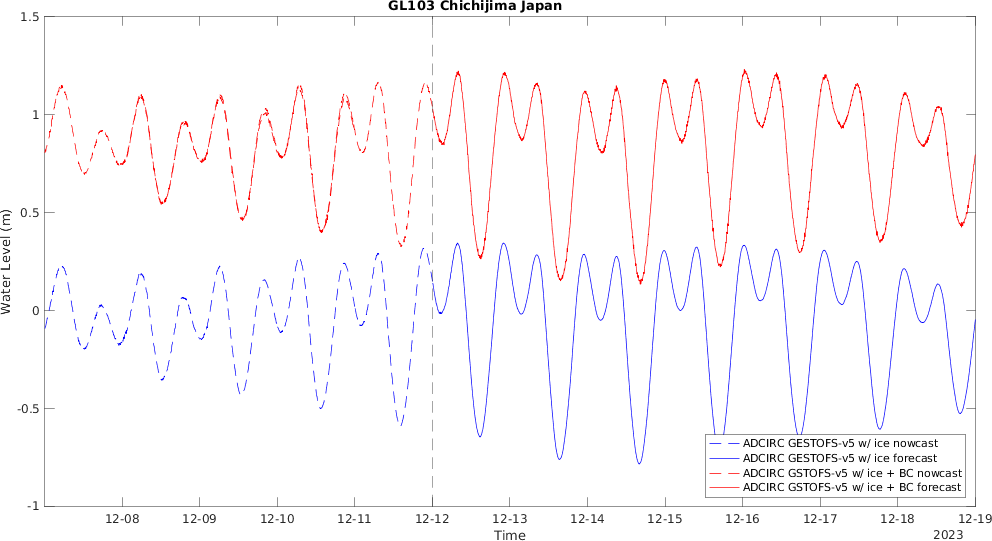 GL103 Chichijima Japan
1.5
1
0.5
0
-0.5
-1
Water Level (m)
ADCIRC GESTOFS-v5 w/ ice nowcast
ADCIRC GESTOFS-v5 w/ ice forecast
ADCIRC GSTOFS-v5 w/ ice + BC nowcast
ADCIRC GSTOFS-v5 w/ ice + BC forecast
12-08 12-09 12-10 12-11 12-12 12-13 12-14 12-15 12-16 12-17 12-18 12-19
Time
2023